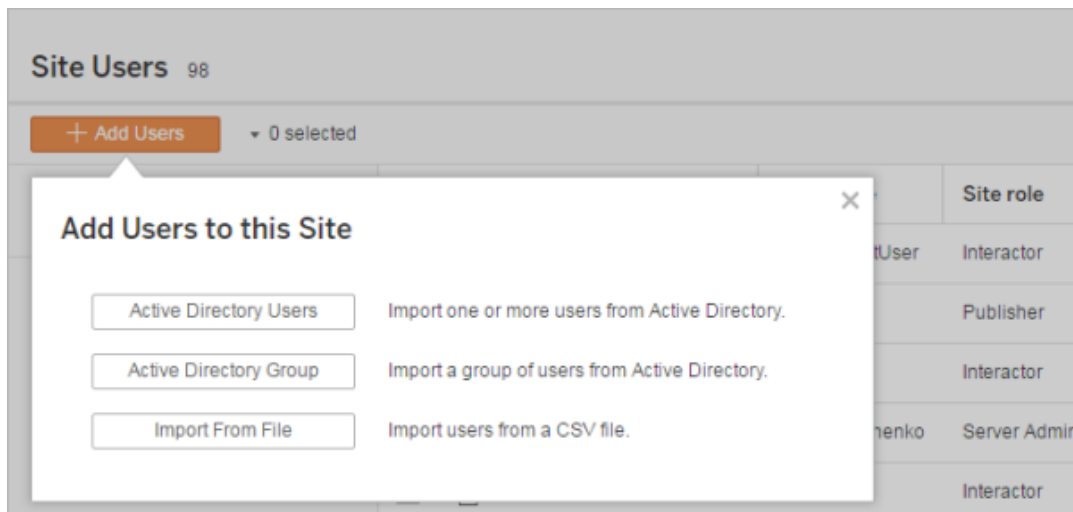 Site Users 98
+ Add Users 0 selected
Site role
Add Users to this Site
tUser Interactor
Active Directory Users Import one or more users from Active Directory.
Publisher
Active Directory Group Import a group of users from Active Directory.
Interactor
Import From File Import users from a CSV file.
henko Server Admin
Interactor